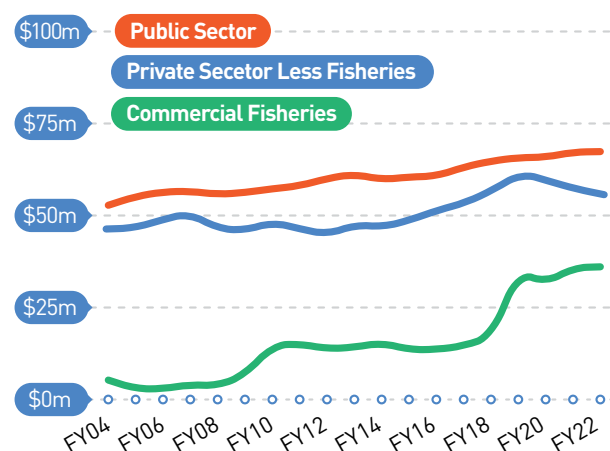 $100m
Public Sector
Private Secetor Less Fisheries
Commercial Fisheries
$75m
$50m
$25m
$0m
FY04 FY06 FY08 FY10 FY12 FY14 FY16 FY18 FY20 FY22